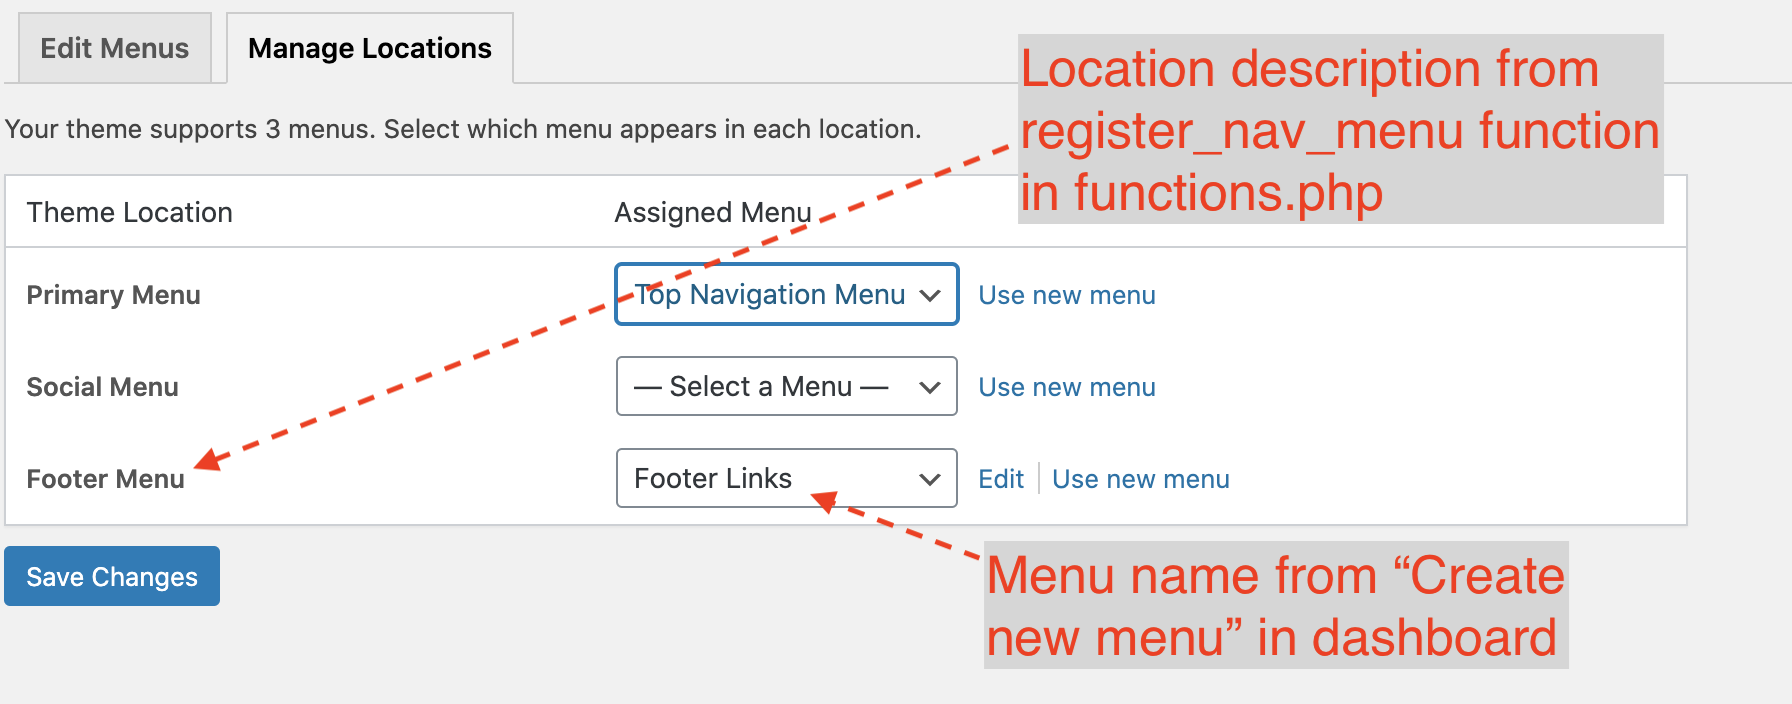 Edit Menus
Manage Locations
Location description from
register_nav_menu function
in functions.php
Your theme supports 3 menus. Select which menu appears in each location.
Theme Location Assigned Menu
Primary Menu Top Navigation Menu Use new menu
Social Menu — Select a Menu — Use new menu
Footer Menu Footer Links Edit Use new menu
Save Changes
Menu name from “Create
new menu” in dashboard